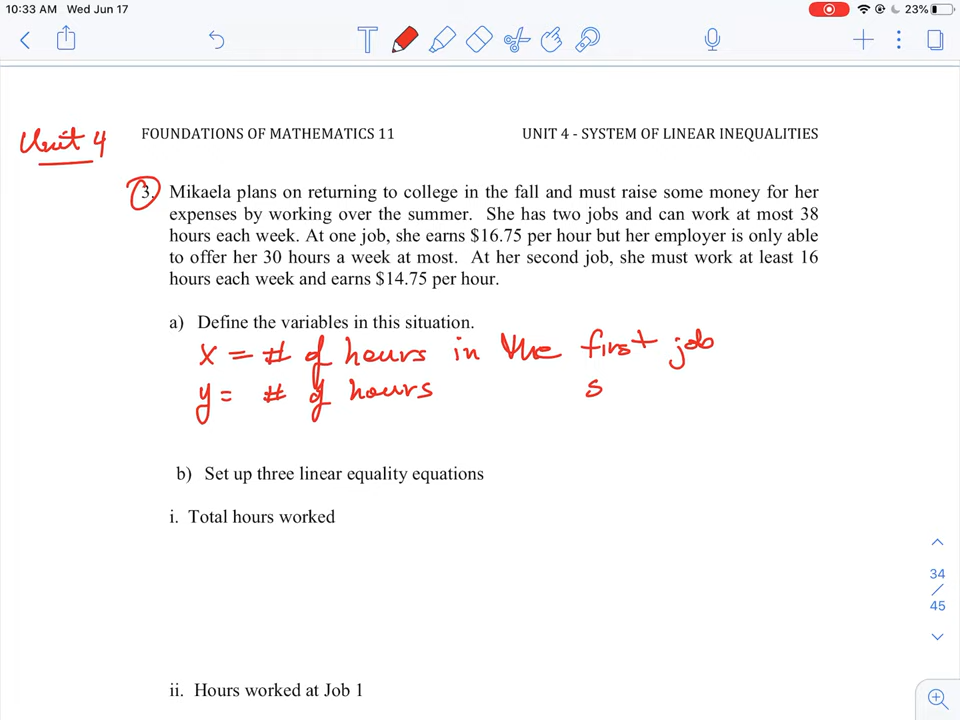 10:33 AM Wed Jun 17
23%
Unit 4
FOUNDATIONS OF MATHEMATICS 11 UNIT 4 - SYSTEM OF LINEAR INEQUALITIES
3. Mikaela plans on returning to college in the fall and must raise some money for her
expenses by working over the summer. She has two jobs and can work at most 38
hours each week. At one job, she earns $16.75 per hour but her employer is only able
to offer her 30 hours a week at most. At her second job, she must work at least 16
hours each week and earns $14.75 per hour.
a) Define the variables in this situation.
x = # of hours in the first job
y = # of hours s
b) Set up three linear equality equations
i. Total hours worked
34
/
45
ii. Hours worked at Job 1